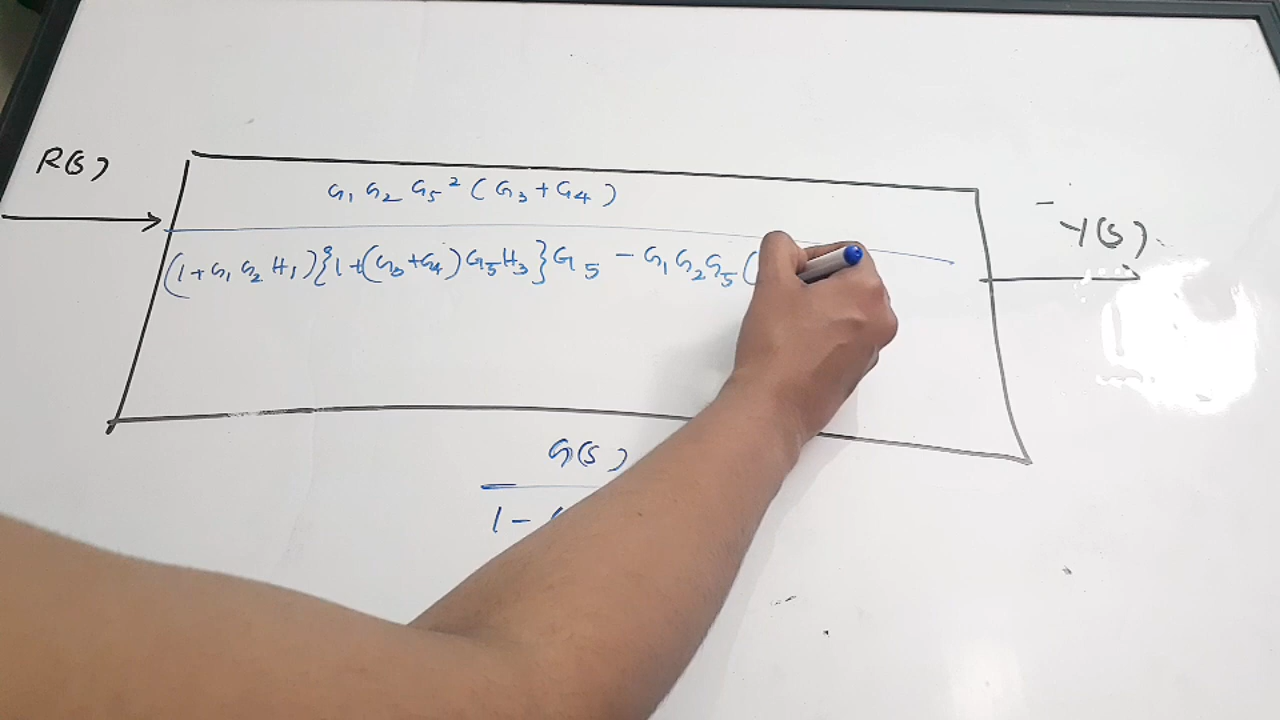 R(s)
G₁ G₂ G₅² (G₃ + G₄)
(1 + G₁ G₂ H₁){1 + (G₃ + G₄) G₅ H₃} G₅ - G₁ G₂ G₅ (
Y(s)
G(s)
1 -